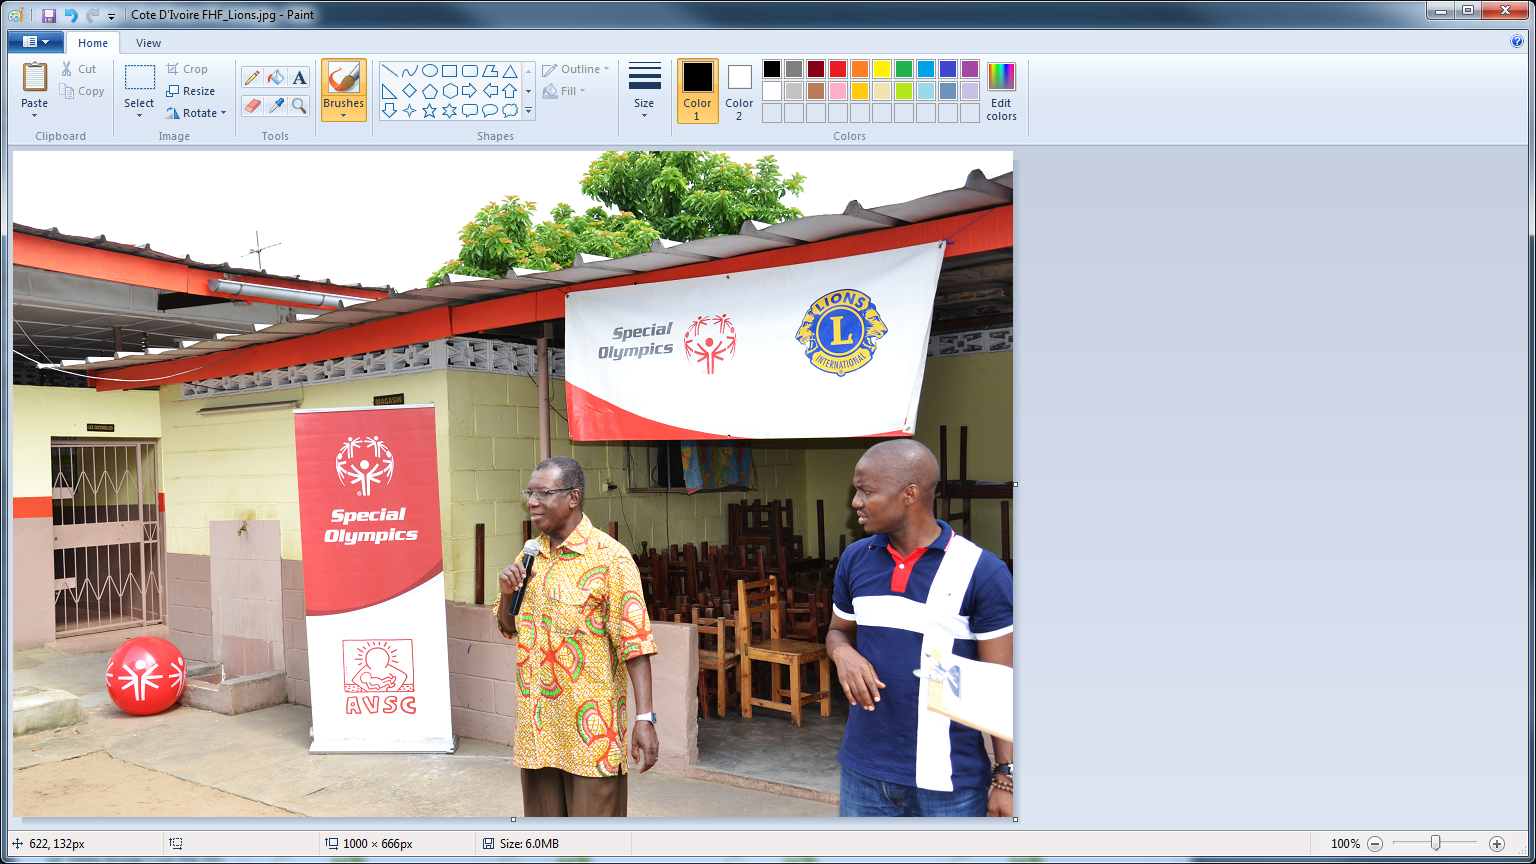 Cote D'Ivoire FHF_Lions.jpg - Paint
Home View
Paste
Cut
Copy
Clipboard
Select
Crop
Resize
Rotate
Image
A
Tools
Brushes
Shapes
Outline
Fill
Size
Color 1
Color 2
Edit colors
Colors
Special
Olympics
LIONS
L
INTERNATIONAL
MAGASIN
Special
Olympics
AVSC
622, 132px
1000 × 666px
Size: 6.0MB
100%